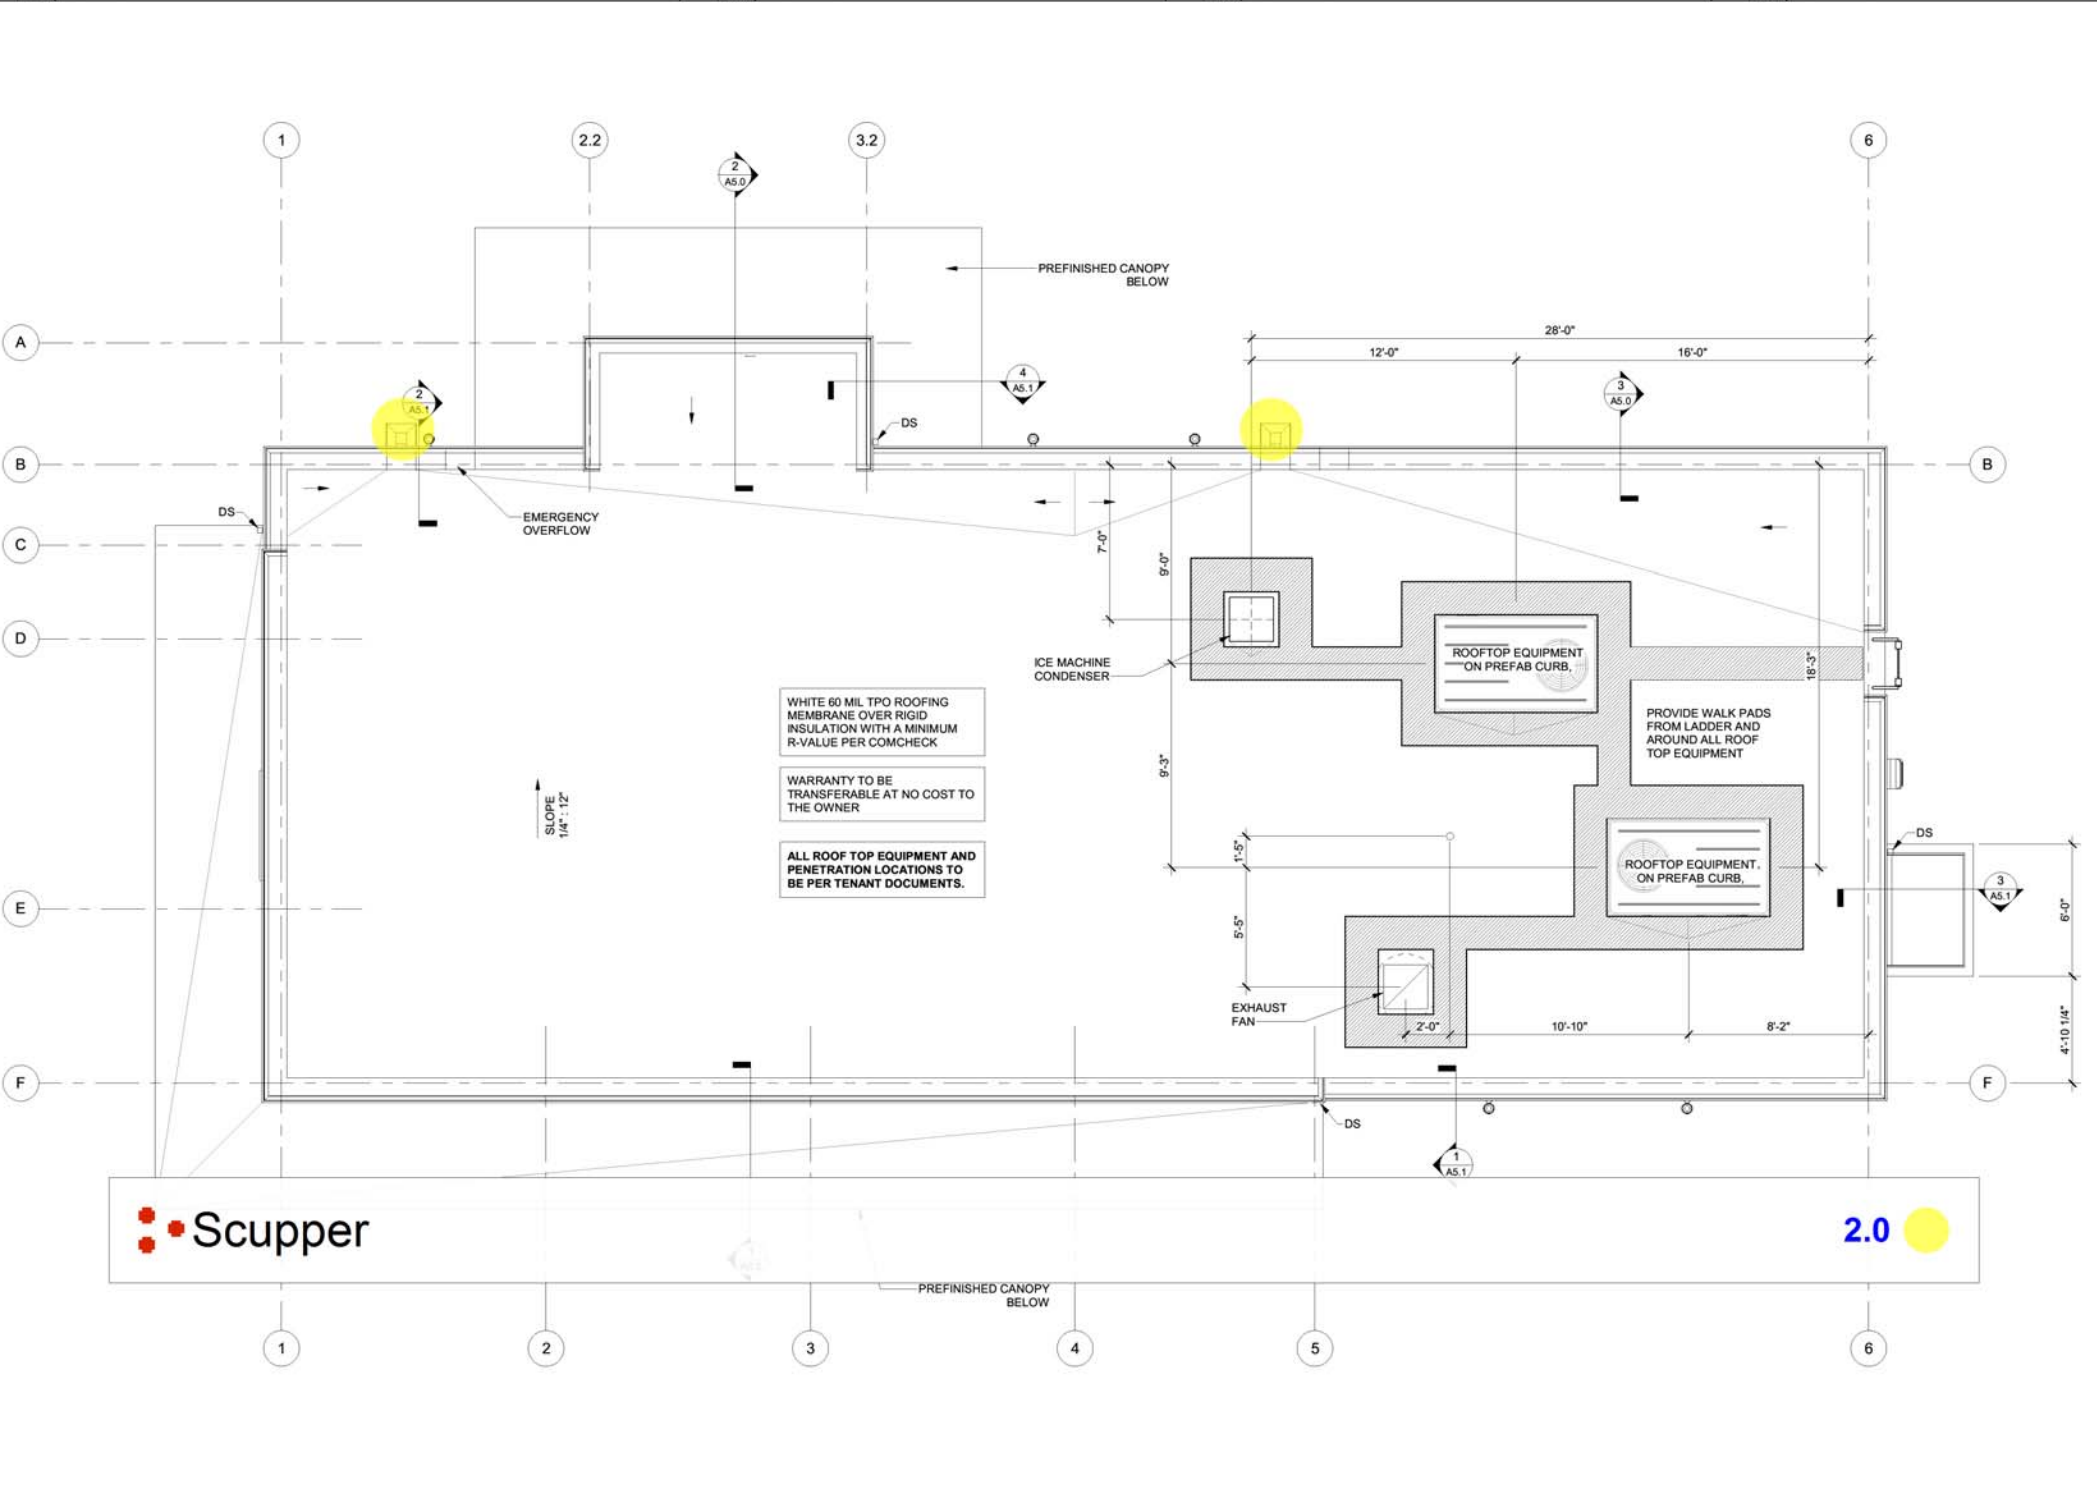 1
2.2
3.2
6
2
A5.0
PREFINISHED CANOPY
BELOW
28'-0"
A
12'-0"
16'-0"
4
A5.1
2
A5.1
3
A5.0
DS
B
B
DS
EMERGENCY
OVERFLOW
C
7'-0"
9'-0"
D
ICE MACHINE
CONDENSER
ROOFTOP EQUIPMENT
ON PREFAB CURB,
18'-3"
WHITE 60 MIL TPO ROOFING
MEMBRANE OVER RIGID
INSULATION WITH A MINIMUM
R-VALUE PER COMCHECK
PROVIDE WALK PADS
FROM LADDER AND
AROUND ALL ROOF
TOP EQUIPMENT
9'-3"
WARRANTY TO BE
TRANSFERABLE AT NO COST TO
THE OWNER
SLOPE
1/4" : 12"
DS
1'-5"
ALL ROOF TOP EQUIPMENT AND
PENETRATION LOCATIONS TO
BE PER TENANT DOCUMENTS.
ROOFTOP EQUIPMENT.
ON PREFAB CURB,
3
A5.1
E
5'-5"
6'-0"
EXHAUST
FAN
2'-0"
10'-10"
8'-2"
4'-10 1/4"
F
F
DS
1
A5.1
Scupper
2.0
PREFINISHED CANOPY
BELOW
1
2
3
4
5
6